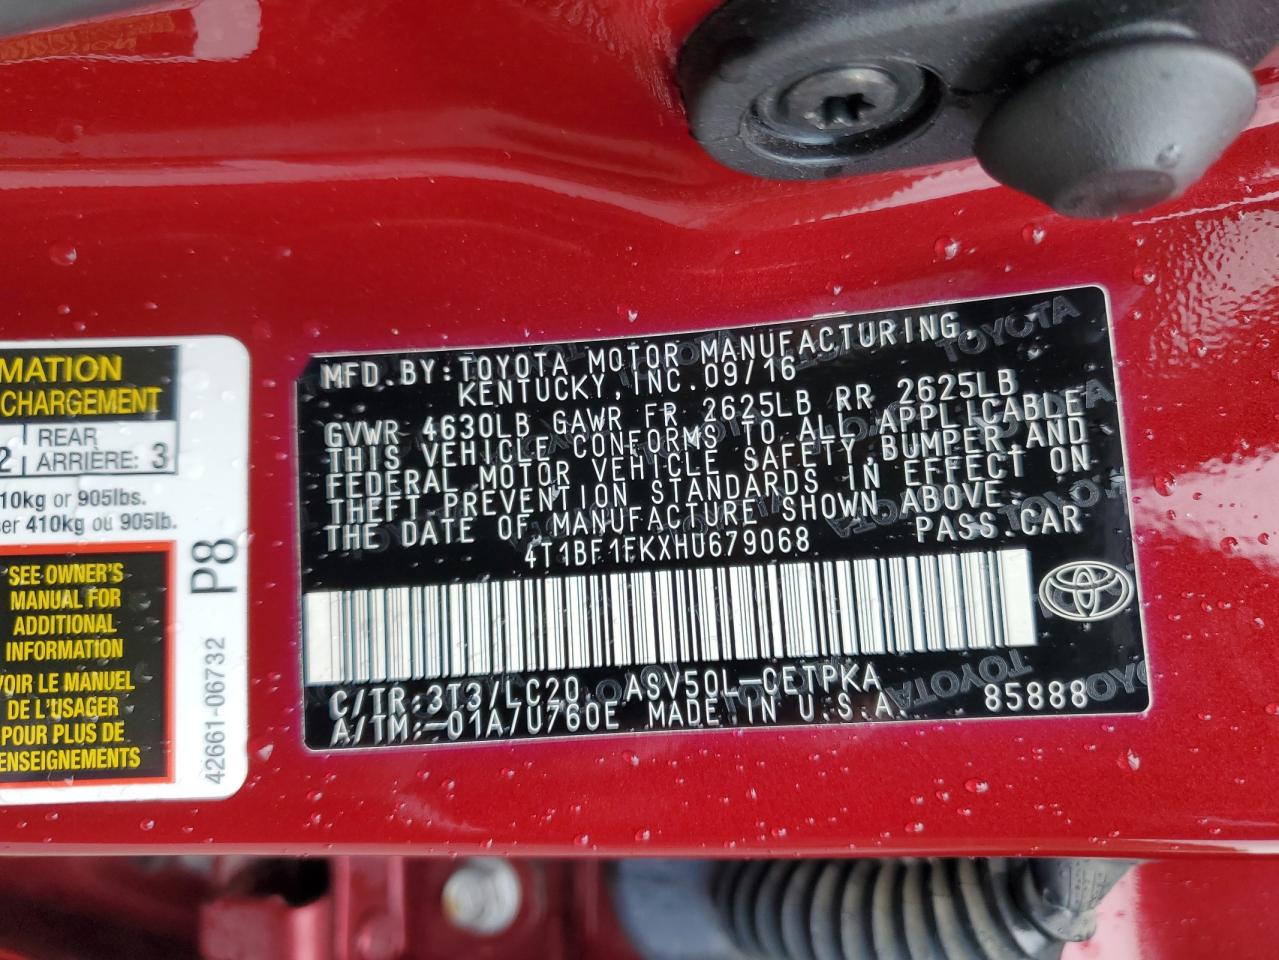 MATION
CHARGEMENT
2 REAR ARRIÈRE: 3
10kg or 905lbs.
ser 410kg ou 905lb.
SEE OWNER'S
MANUAL FOR
ADDITIONAL
INFORMATION
VOIR LE MANUEL
DE L'USAGER
POUR PLUS DE
ENSEIGNEMENTS
P8
42661-06732
MFD. BY: TOYOTA MOTOR MANUFACTURING,
KENTUCKY, INC. 09/16
GVWR 4630LB GAWR FR 2625LB RR 2625LB
THIS VEHICLE CONFORMS TO ALL APPLICABLE
FEDERAL MOTOR VEHICLE SAFETY, BUMPER AND
THEFT PREVENTION STANDARDS IN EFFECT ON
THE DATE OF MANUFACTURE SHOWN ABOVE.
4T1BF1FKXHU679068 PASS CAR
C/TR: 3T3/LC20 ASV50L-CETPKA
A/TM: -01A/U760E MADE IN U.S.A. 85888
TOYOTA